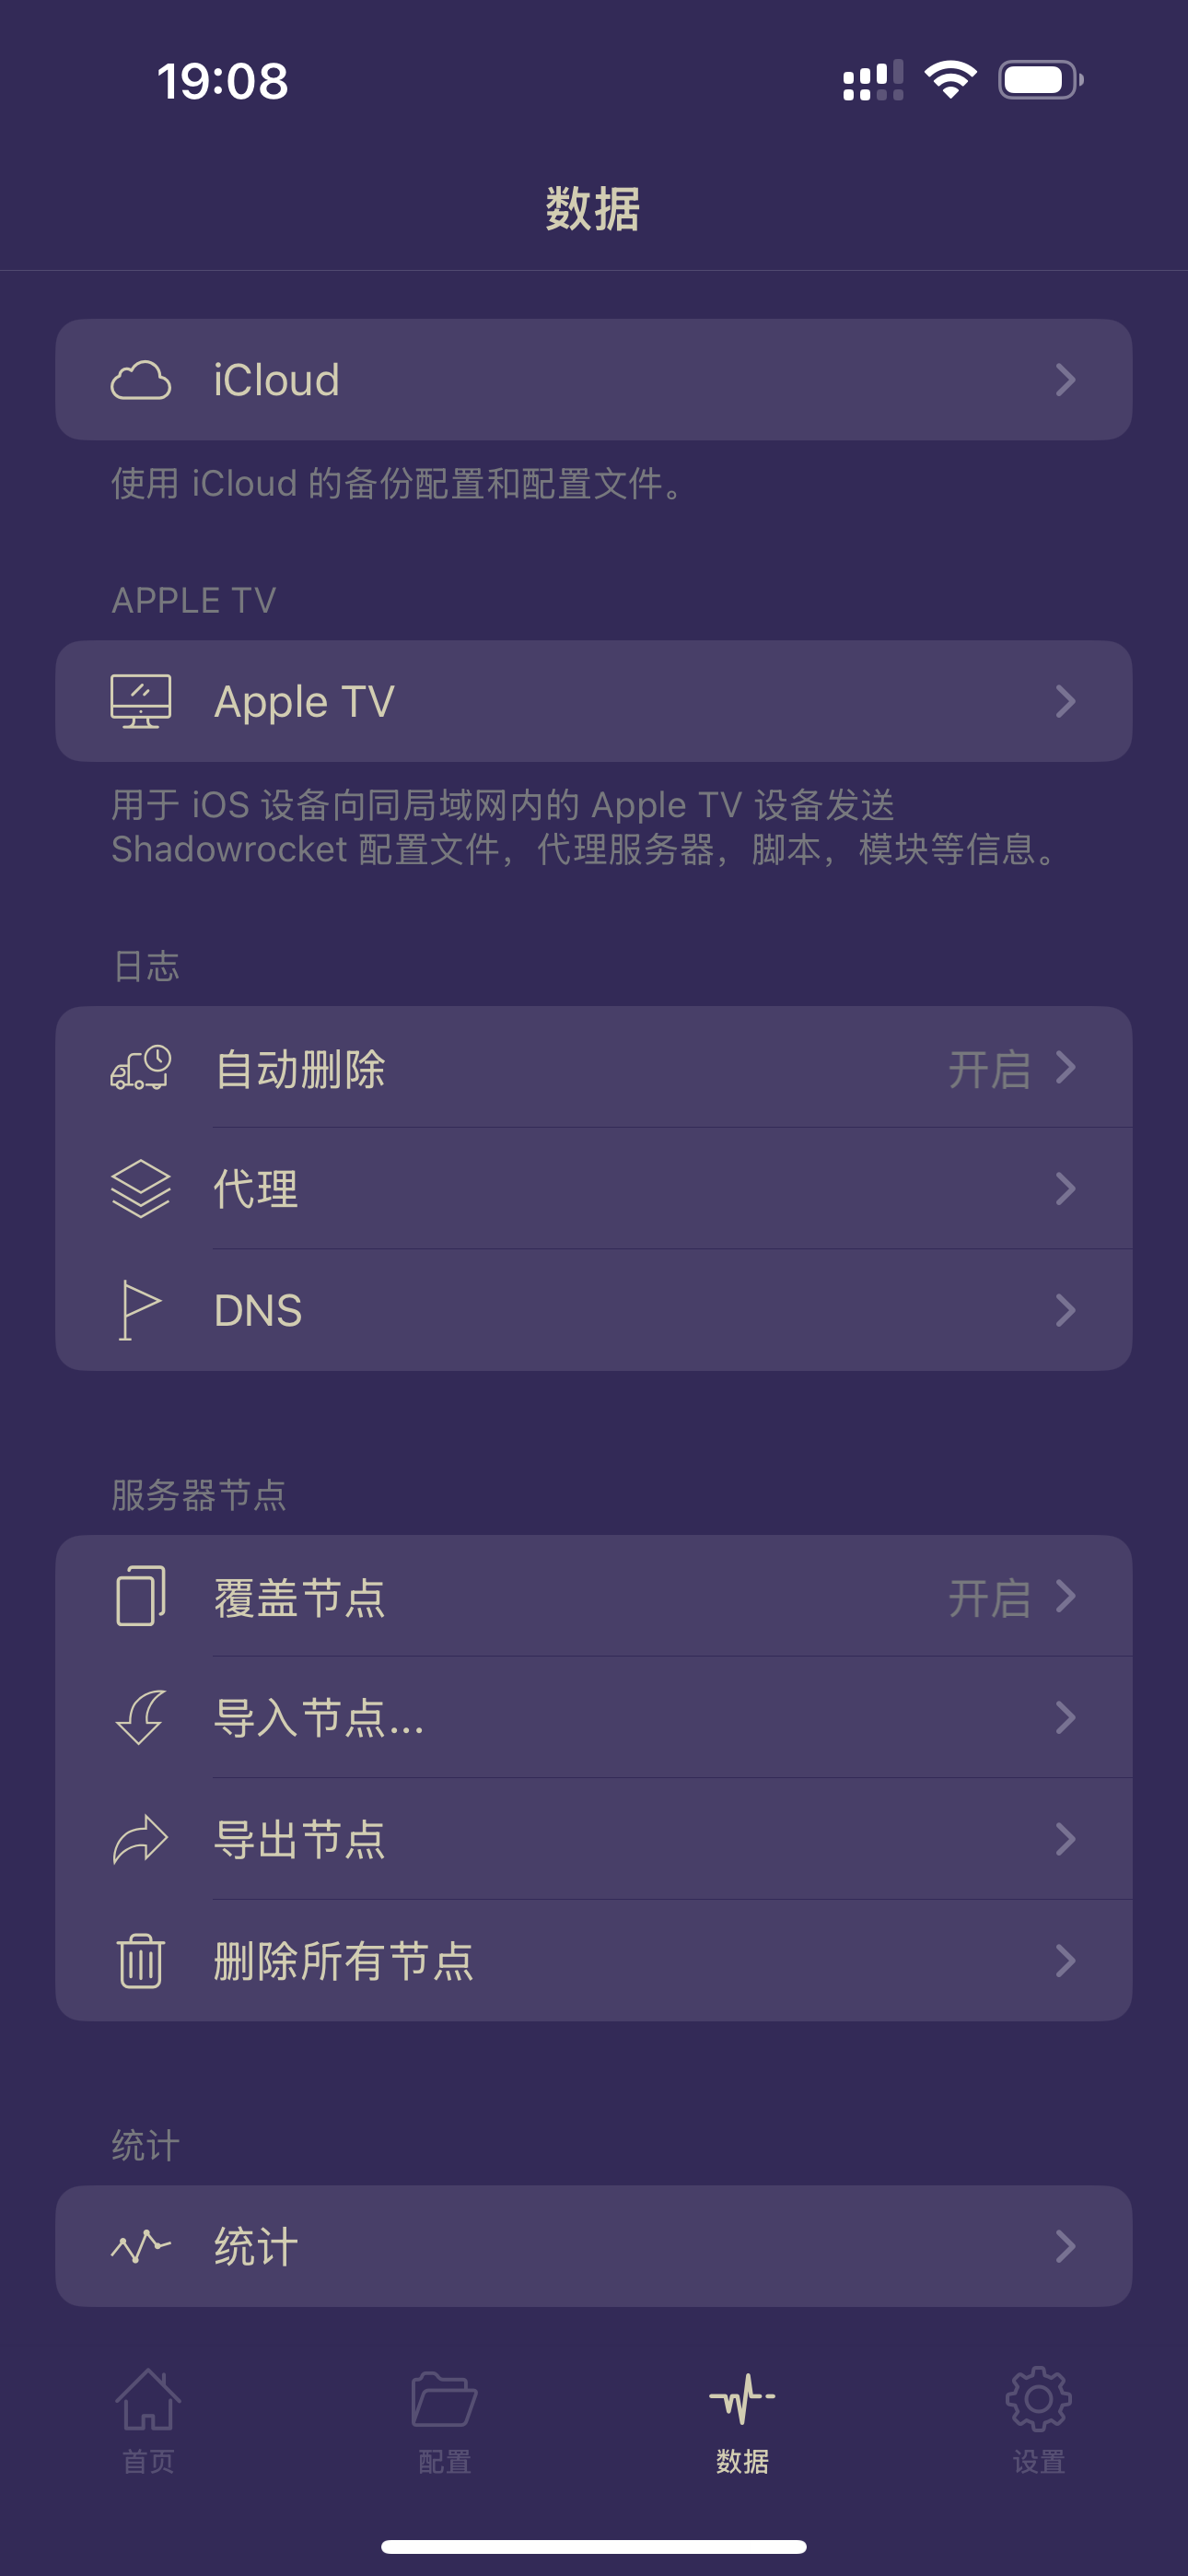 19:08
数据
iCloud
使用 iCloud 的备份配置和配置文件。
APPLE TV
Apple TV
用于 iOS 设备向同局域网内的 Apple TV 设备发送
Shadowrocket 配置文件，代理服务器，脚本，模块等信息。
日志
自动删除 开启
代理
DNS
服务器节点
覆盖节点 开启
导入节点...
导出节点
删除所有节点
统计
统计
首页 配置 数据 设置